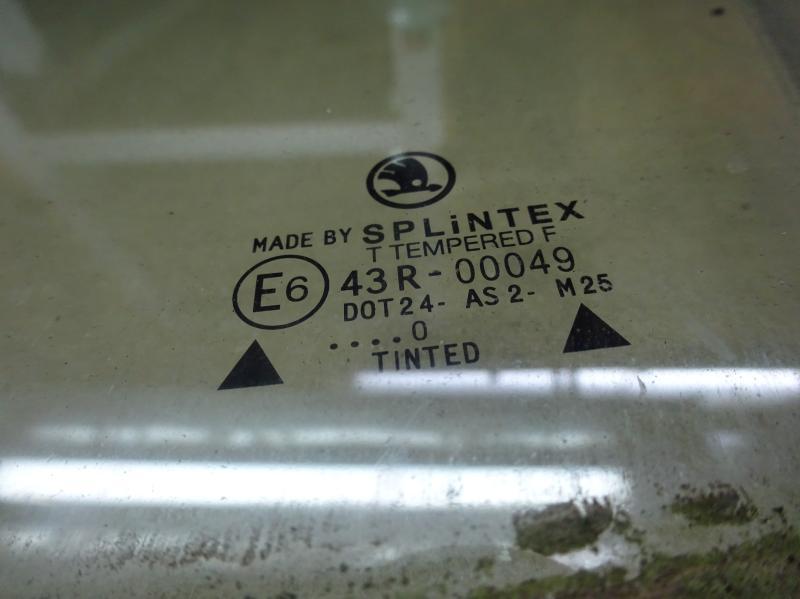 MADE BY SPLiNTEX
T TEMPERED F
E6 43R-00049
DOT24- AS2- M25
....0
TINTED